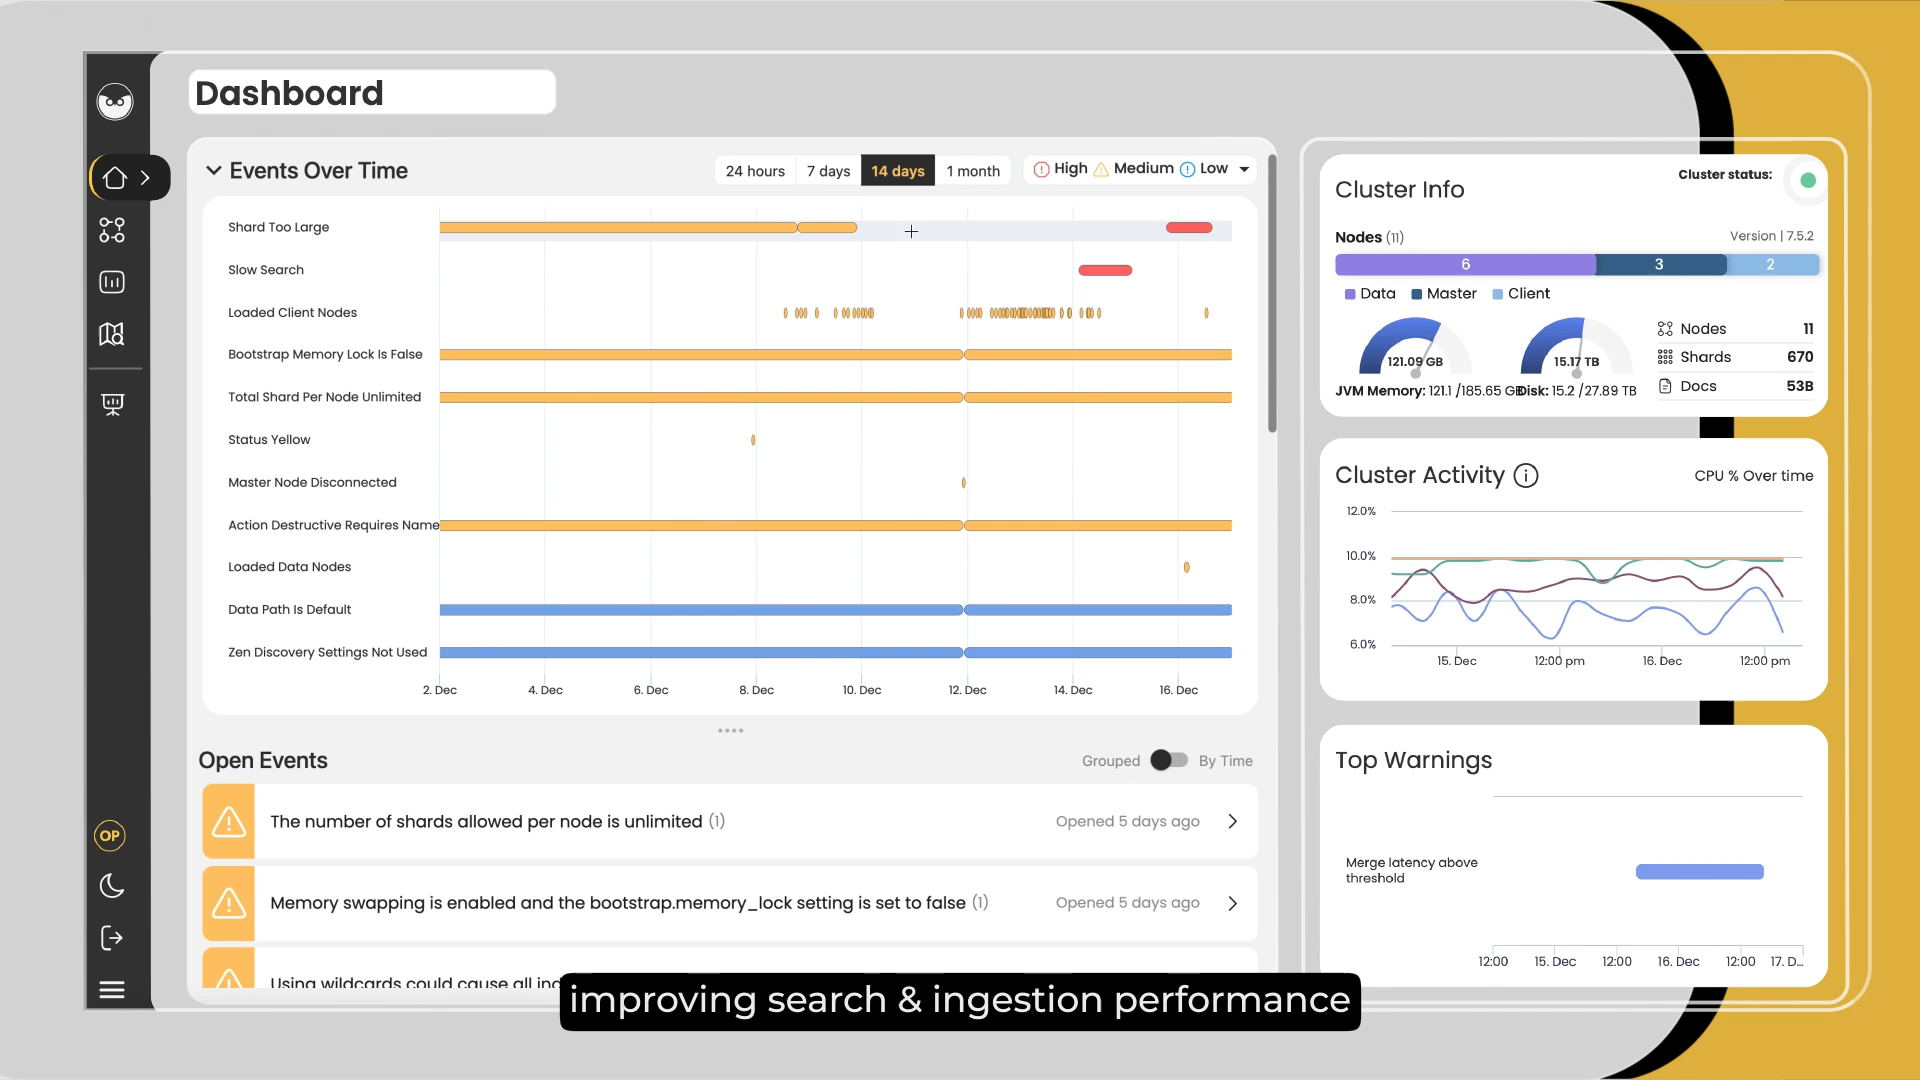 Dashboard
Events Over Time
24 hours
7 days
14 days
1 month
High
Medium
Low
Shard Too Large
Slow Search
Loaded Client Nodes
Bootstrap Memory Lock Is False
Total Shard Per Node Unlimited
Status Yellow
Master Node Disconnected
Action Destructive Requires Name
Loaded Data Nodes
Data Path Is Default
Zen Discovery Settings Not Used
2. Dec
4. Dec
6. Dec
8. Dec
10. Dec
12. Dec
14. Dec
16. Dec
Open Events
Grouped
By Time
The number of shards allowed per node is unlimited (1)
Opened 5 days ago
Memory swapping is enabled and the bootstrap.memory_lock setting is set to false (1)
Opened 5 days ago
Using wildcards could cause all
OP
Cluster Info
Cluster status:
Nodes (11)
Version | 7.5.2
6
3
2
Data
Master
Client
121.09 GB
JVM Memory: 121.1 /185.65 GB
15.17 TB
Disk: 15.2 /27.89 TB
Nodes 11
Shards 670
Docs 53B
Cluster Activity
CPU % Over time
12.0%
10.0%
8.0%
6.0%
15. Dec
12:00 pm
16. Dec
12:00 pm
Top Warnings
Merge latency above
threshold
12:00
15. Dec
12:00
16. Dec
12:00
17. D...
improving search & ingestion performance